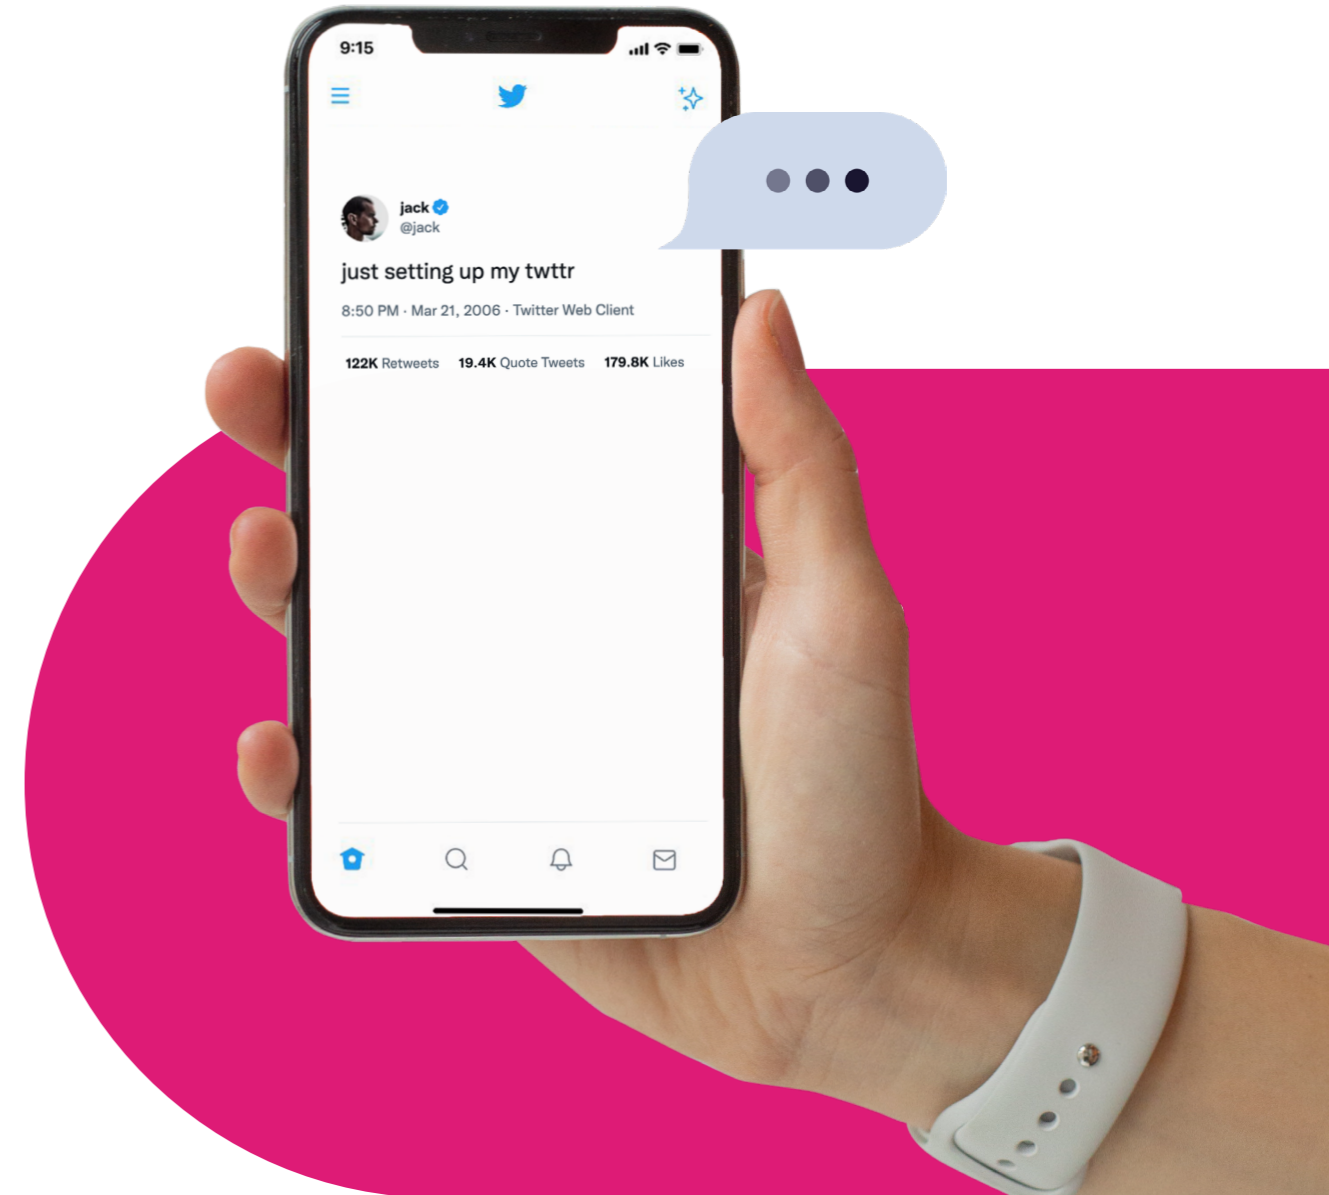 9:15
jack
@jack
just setting up my twttr
8:50 PM · Mar 21, 2006 · Twitter Web Client
122K Retweets 19.4K Quote Tweets 179.8K Likes